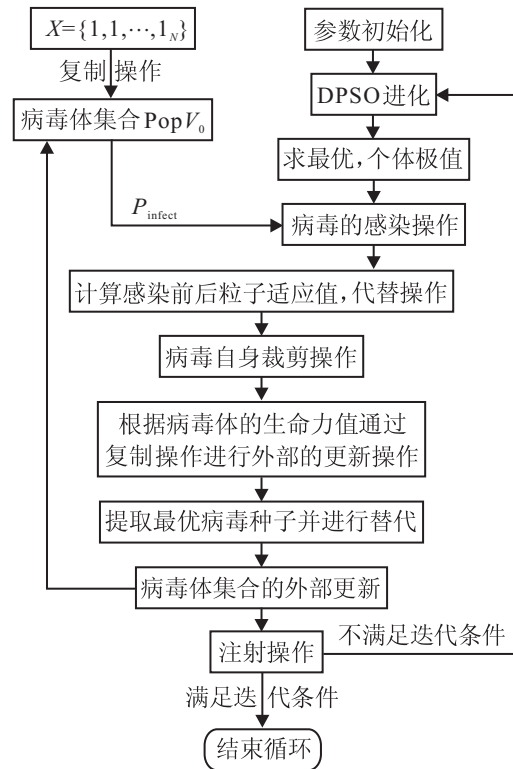 X={1,1,⋯,1_N}
复制 操作
病毒体集合PopV_0
P_infect
参数初始化
DPSO进化
求最优,个体极值
病毒的感染操作
计算感染前后粒子适应值,代替操作
病毒自身裁剪操作
根据病毒体的生命力值通过
复制操作进行外部的更新操作
提取最优病毒种子并进行替代
病毒体集合的外部更新
注射操作
不满足迭代条件
满足迭 代条件
结束循环